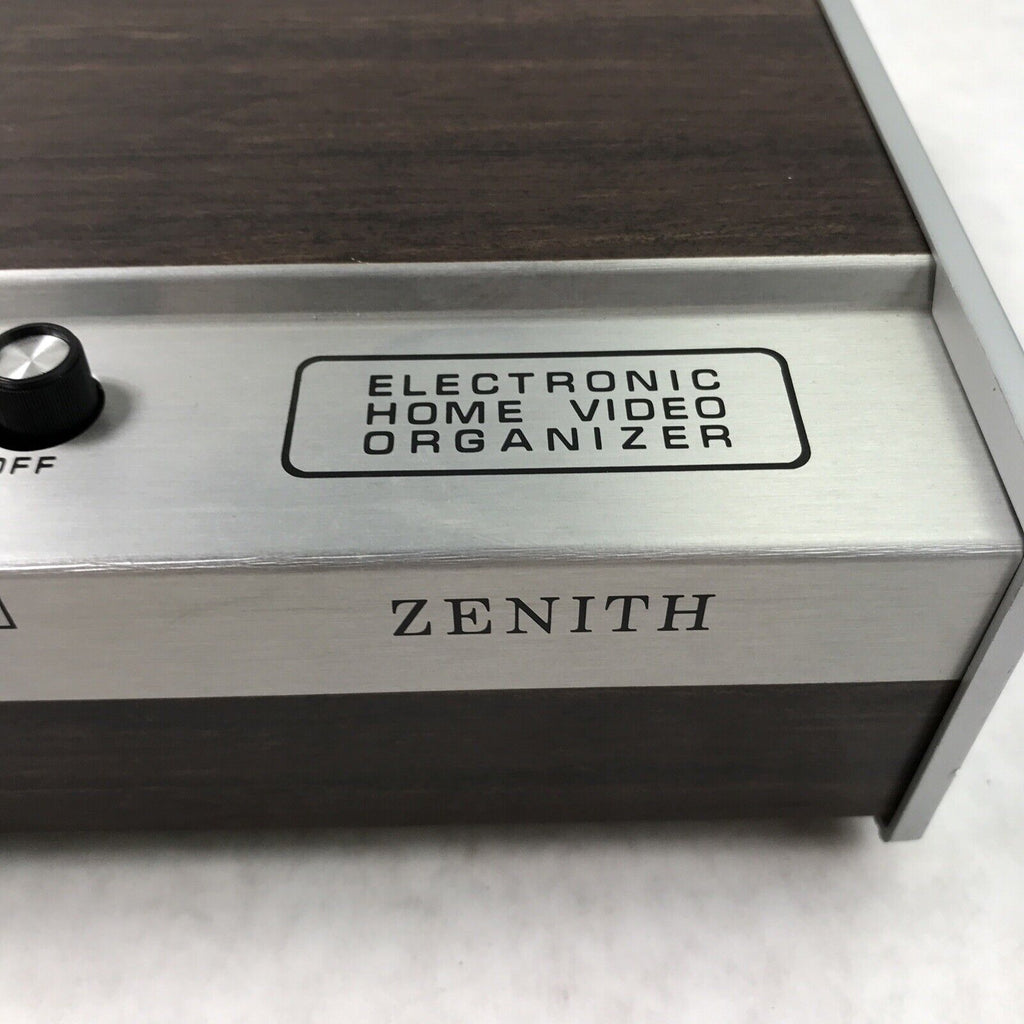 ELECTRONIC
HOME VIDEO
ORGANIZER
OFF
ZENITH